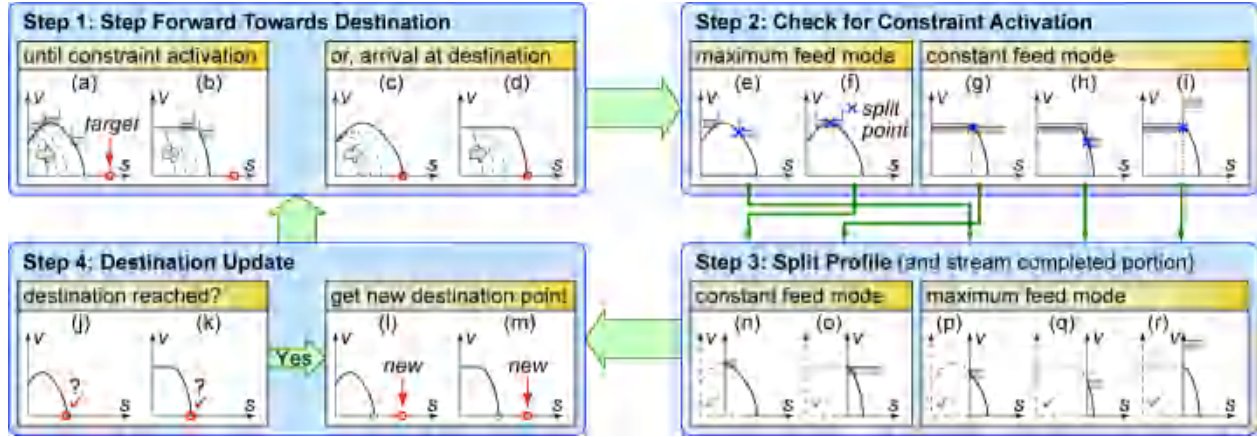 Step 1: Step Forward Towards Destination
until constraint activation
or, arrival at destination
(a)
(b)
(c)
(d)
V
V
V
V
target
S
S
S
S
Step 2: Check for Constraint Activation
maximum feed mode
constant feed mode
(e)
(f)
(g)
(h)
(i)
V
V
V
V
V
split
point
S
S
S
S
S
Step 4: Destination Update
destination reached?
get new destination point
(j)
(k)
(l)
(m)
V
V
V
V
?
?
Yes
new
new
S
S
S
S
Step 3: Split Profile (and stream completed portion)
constant feed mode
maximum feed mode
(n)
(o)
(p)
(q)
(r)
V
V
V
V
V
S
S
S
S
S